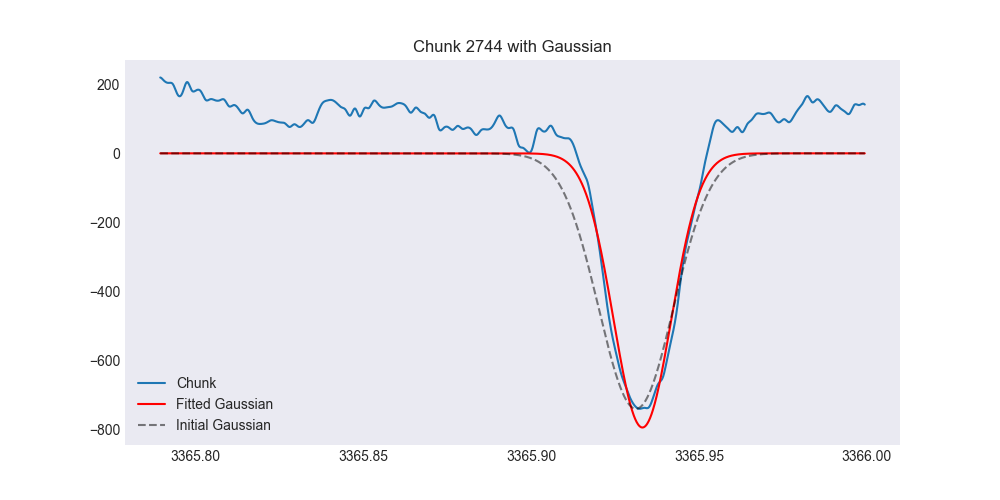 Chunk 2744 with Gaussian
200
0
−200
−400
−600
−800
Chunk
Fitted Gaussian
Initial Gaussian
3365.80 3365.85 3365.90 3365.95 3366.00